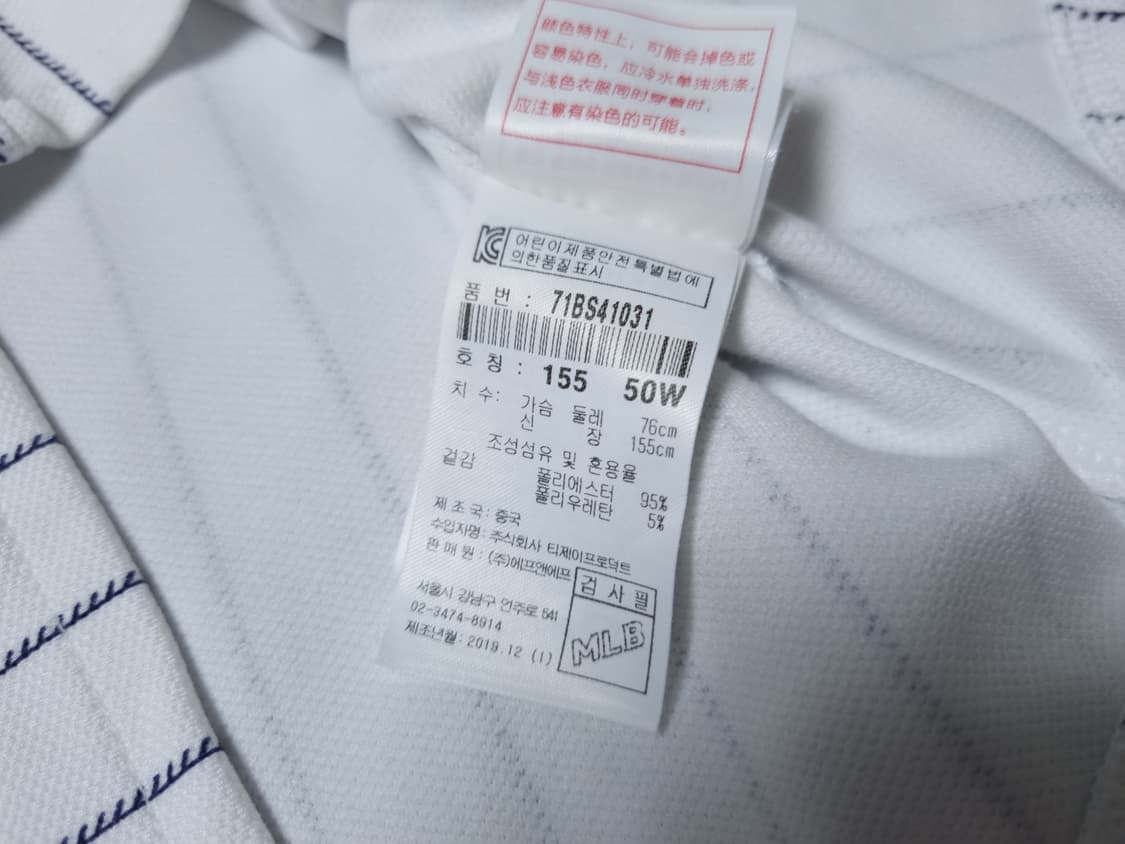 颜色特性上，可能会掉色或
容易染色，应冷水单独洗涤，
与浅色衣服同时穿着时，
应注意有染色的可能。
KC 어린이제품안전특별법에
의한품질표시
품 번 : 71BS41031
호 칭 : 155 50W
치 수: 가슴 둘레 76cm
신 장 155cm
조성섬유 및 혼용율
겉감
폴리에스터 95%
폴리우레탄 5%
제 조 국 : 중국
수입자명 : 주식회사 티제이프로덕트
판 매 원 : (주)에프앤에프
서울시 강남구 언주로 541
02-3474-8914
제조년월 : 2019.12 (1)
검 사 필
MLB